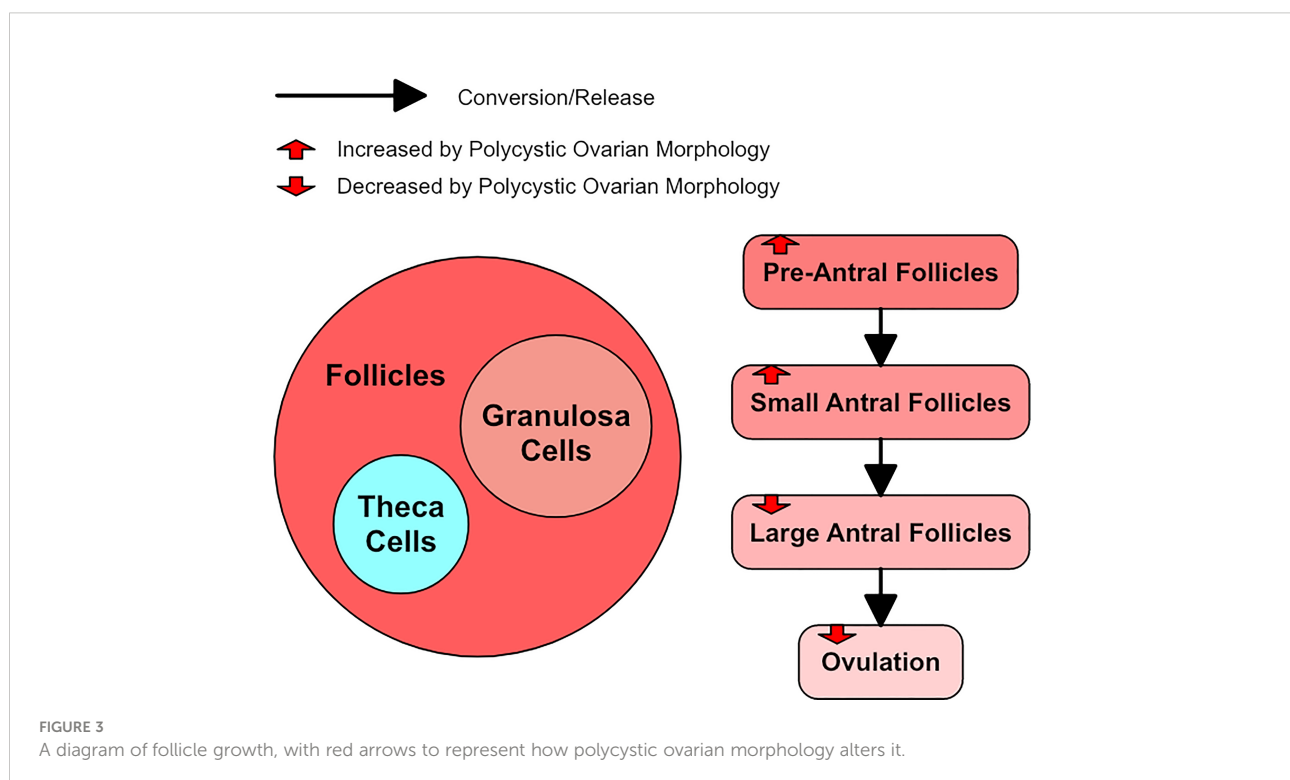 Conversion/Release
Increased by Polycystic Ovarian Morphology
Decreased by Polycystic Ovarian Morphology
Follicles
Granulosa
Cells
Theca
Cells
Pre-Antral Follicles
Small Antral Follicles
Large Antral Follicles
Ovulation
FIGURE 3
A diagram of follicle growth, with red arrows to represent how polycystic ovarian morphology alters it.